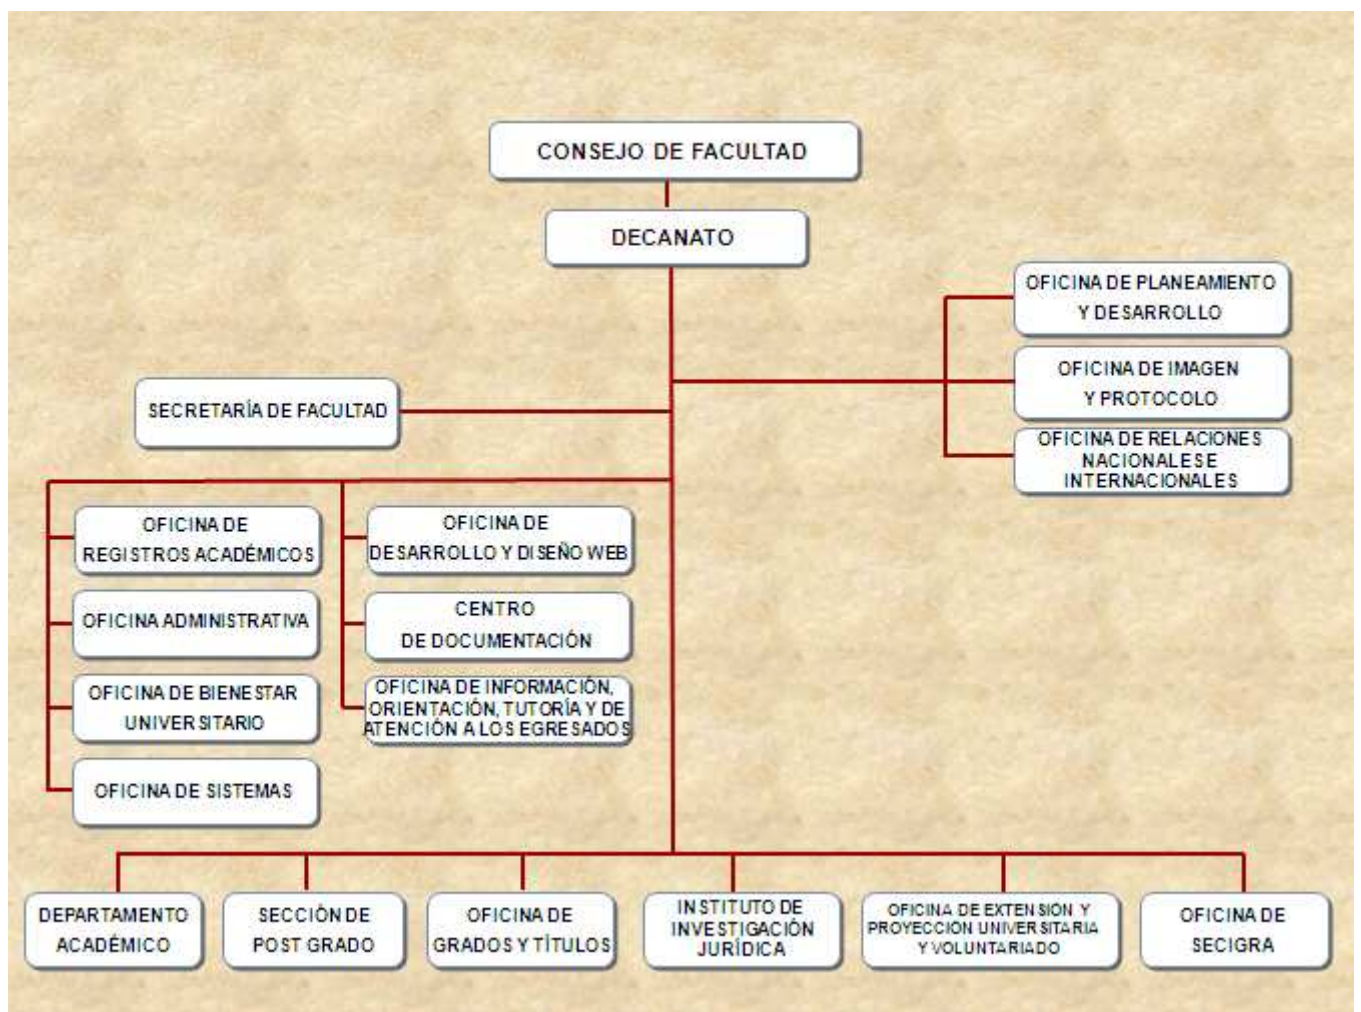 CONSEJO DE FACULTAD
DECANATO
OFICINA DE PLANEAMIENTO
Y DESARROLLO
OFICINA DE IMAGEN
Y PROTOCOLO
OFICINA DE RELACIONES
NACIONALES E
INTERNACIONALES
SECRETARÍA DE FACULTAD
OFICINA DE
REGISTROS ACADÉMICOS
OFICINA ADMINISTRATIVA
OFICINA DE BIENESTAR
UNIVERSITARIO
OFICINA DE SISTEMAS
OFICINA DE
DESARROLLO Y DISEÑO WEB
CENTRO
DE DOCUMENTACIÓN
OFICINA DE INFORMACIÓN,
ORIENTACIÓN, TUTORÍA Y DE
ATENCIÓN A LOS EGRESADOS
DEPARTAMENTO
ACADÉMICO
SECCIÓN DE
POST GRADO
OFICINA DE
GRADOS Y TÍTULOS
INSTITUTO DE
INVESTIGACIÓN
JURÍDICA
OFICINA DE EXTENSIÓN Y
PROYECCIÓN UNIVERSITARIA
Y VOLUNTARIADO
OFICINA DE
SECIGRA